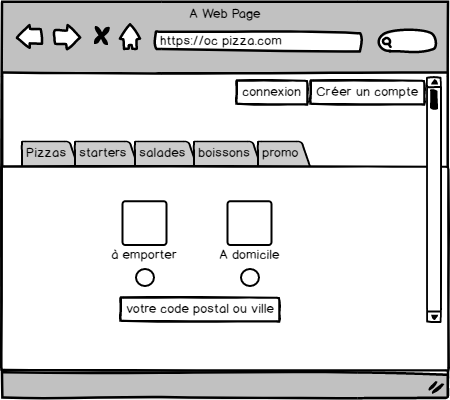 A Web Page
https://oc pizza.com
connexion Créer un compte
Pizzas starters salades boissons promo
à emporter A domicile
votre code postal ou ville